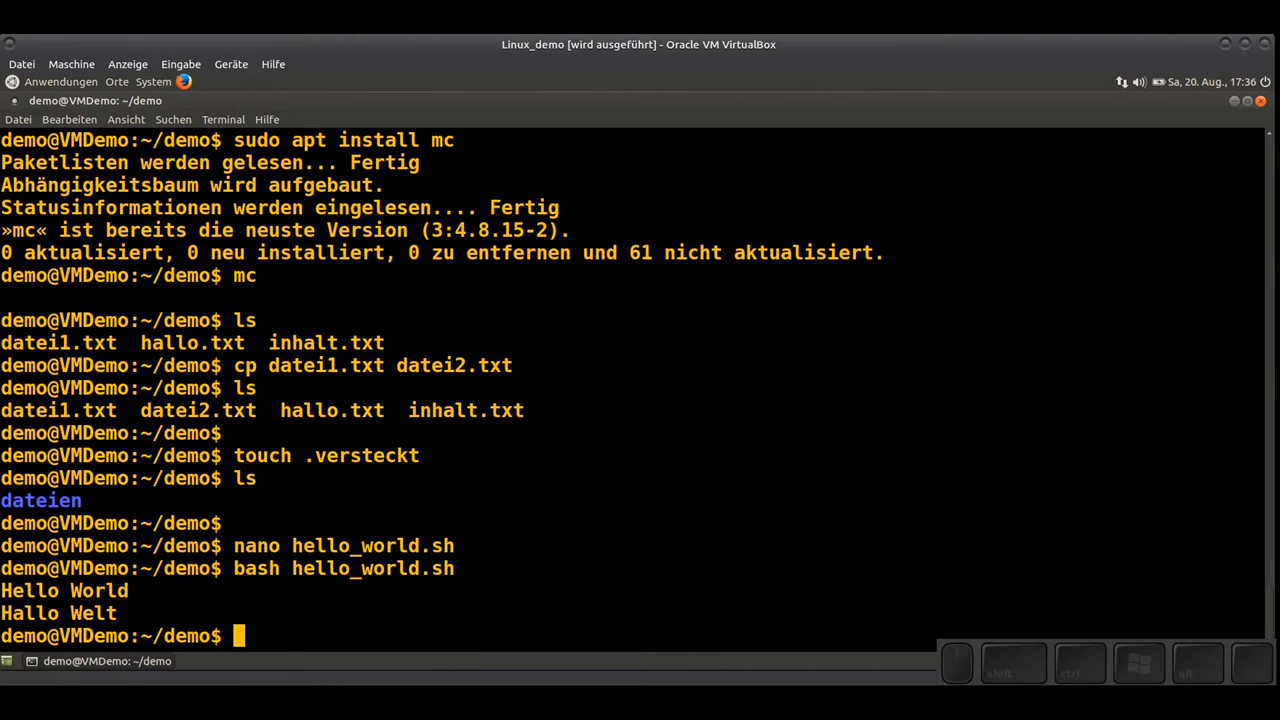 Linux_demo [wird ausgeführt] - Oracle VM VirtualBox
Datei Maschine Anzeige Eingabe Geräte Hilfe
Anwendungen Orte System Sa, 20. Aug., 17:36
demo@VMDemo: ~/demo
Datei Bearbeiten Ansicht Suchen Terminal Hilfe
demo@VMDemo:~/demo$ sudo apt install mc
Paketlisten werden gelesen... Fertig
Abhängigkeitsbaum wird aufgebaut.
Statusinformationen werden eingelesen.... Fertig
»mc« ist bereits die neuste Version (3:4.8.15-2).
0 aktualisiert, 0 neu installiert, 0 zu entfernen und 61 nicht aktualisiert.
demo@VMDemo:~/demo$ mc
demo@VMDemo:~/demo$ ls
datei1.txt hallo.txt inhalt.txt
demo@VMDemo:~/demo$ cp datei1.txt datei2.txt
demo@VMDemo:~/demo$ ls
datei1.txt datei2.txt hallo.txt inhalt.txt
demo@VMDemo:~/demo$
demo@VMDemo:~/demo$ touch .versteckt
demo@VMDemo:~/demo$ ls
dateien
demo@VMDemo:~/demo$
demo@VMDemo:~/demo$ nano hello_world.sh
demo@VMDemo:~/demo$ bash hello_world.sh
Hello World
Hallo Welt
demo@VMDemo:~/demo$
demo@VMDemo: ~/demo
shift ctrl alt